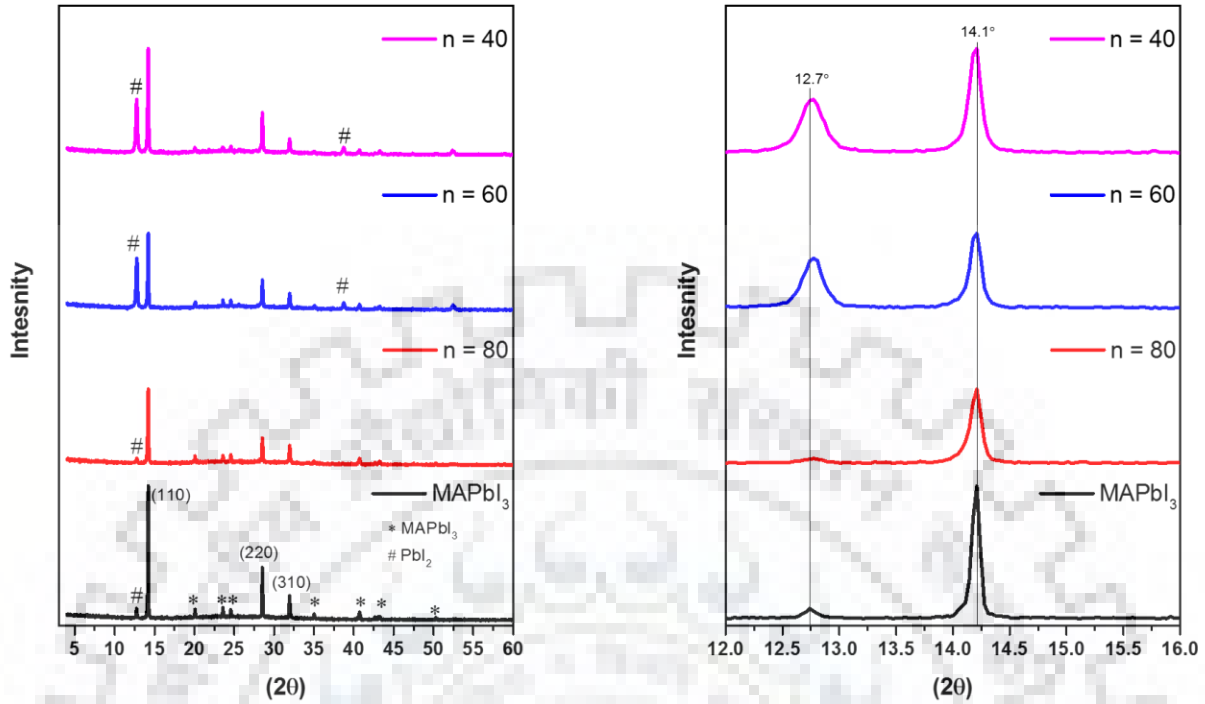 n = 40
#
#
n = 60
#
#
n = 80
#
MAPbI₃
(110)
* MAPbI₃
# PbI₂
(220)
(310)
#
*
**
*
*
*
*
Intesnity
5 10 15 20 25 30 35 40 45 50 55 60
(2θ)
14.1°
n = 40
12.7°
n = 60
n = 80
MAPbI₃
Intesnity
12.0 12.5 13.0 13.5 14.0 14.5 15.0 15.5 16.0
(2θ)